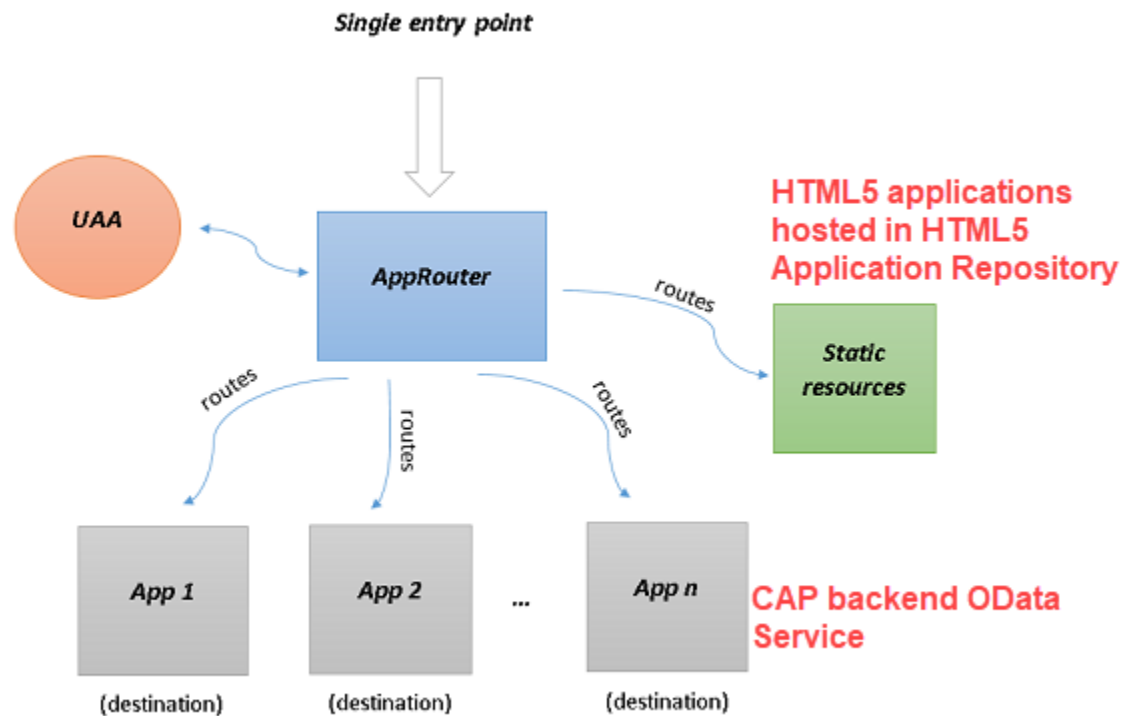 Single entry point
UAA
AppRouter
HTML5 applications
hosted in HTML5
Application Repository
routes
Static
resources
routes
routes
routes
App 1
App 2
...
App n
CAP backend OData
Service
(destination)
(destination)
(destination)